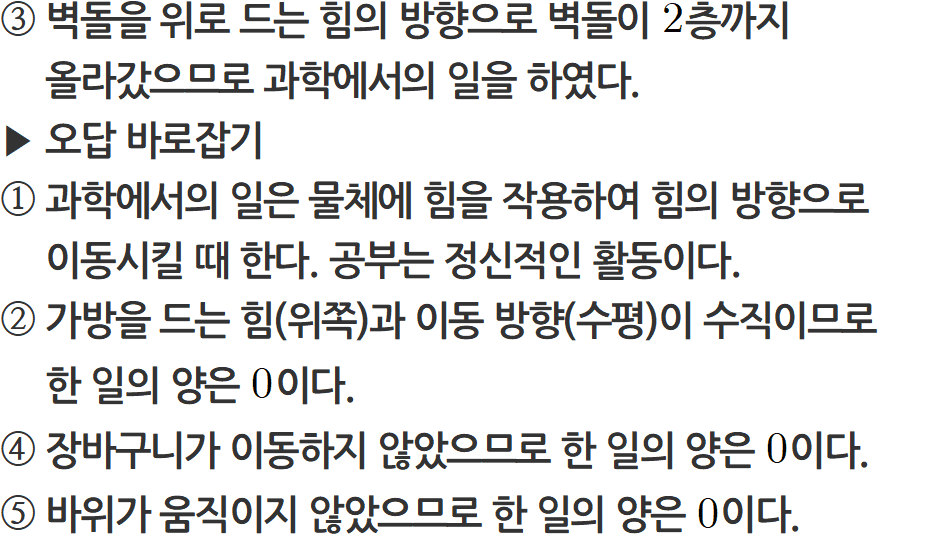 ③ 벽돌을 위로 드는 힘의 방향으로 벽돌이 2층까지
올라갔으므로 과학에서의 일을 하였다.
▶ 오답 바로잡기
① 과학에서의 일은 물체에 힘을 작용하여 힘의 방향으로
이동시킬 때 한다. 공부는 정신적인 활동이다.
② 가방을 드는 힘(위쪽)과 이동 방향(수평)이 수직이므로
한 일의 양은 0이다.
④ 장바구니가 이동하지 않았으므로 한 일의 양은 0이다.
⑤ 바위가 움직이지 않았으므로 한 일의 양은 0이다.